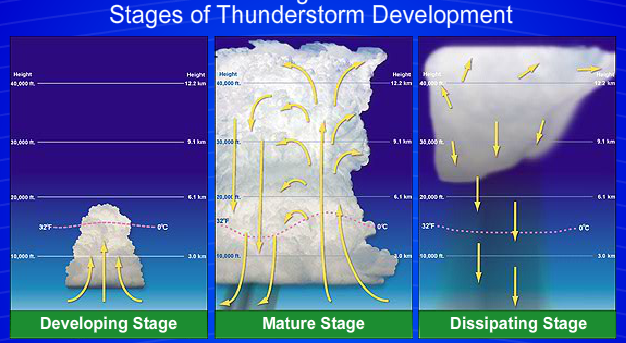 Stages of Thunderstorm Development
Height Height
40,000 ft. 12.2 km
30,000 ft. 9.1 km
20,000 ft. 6.1 km
32°F 0°C
10,000 ft. 3.0 km
Developing Stage
Height Height
40,000 ft. 12.2 km
30,000 ft. 9.1 km
20,000 ft. 6.1 km
32°F 0°C
10,000 ft. 3.0 km
Mature Stage
Height Height
40,000 ft. 12.2 km
30,000 ft. 9.1 km
20,000 ft. 6.1 km
32°F 0°C
10,000 ft. 3.0 km
Dissipating Stage